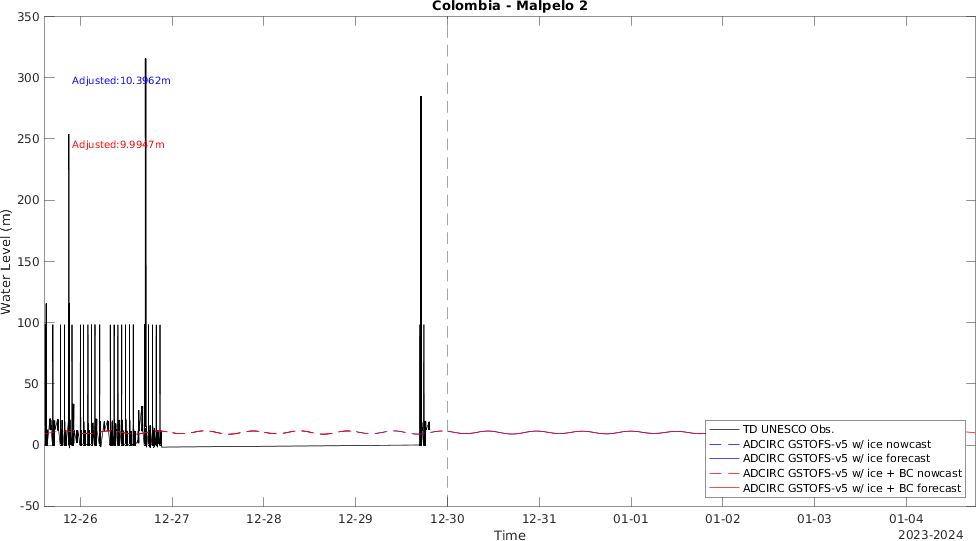 Colombia - Malpelo 2
350
300
250
200
150
100
50
0
-50
Water Level (m)
Adjusted:10.3962m
Adjusted:9.9947m
TD UNESCO Obs.
ADCIRC GSTOFS-v5 w/ ice nowcast
ADCIRC GSTOFS-v5 w/ ice forecast
ADCIRC GSTOFS-v5 w/ ice + BC nowcast
ADCIRC GSTOFS-v5 w/ ice + BC forecast
12-26 12-27 12-28 12-29 12-30 12-31 01-01 01-02 01-03 01-04
Time
2023-2024